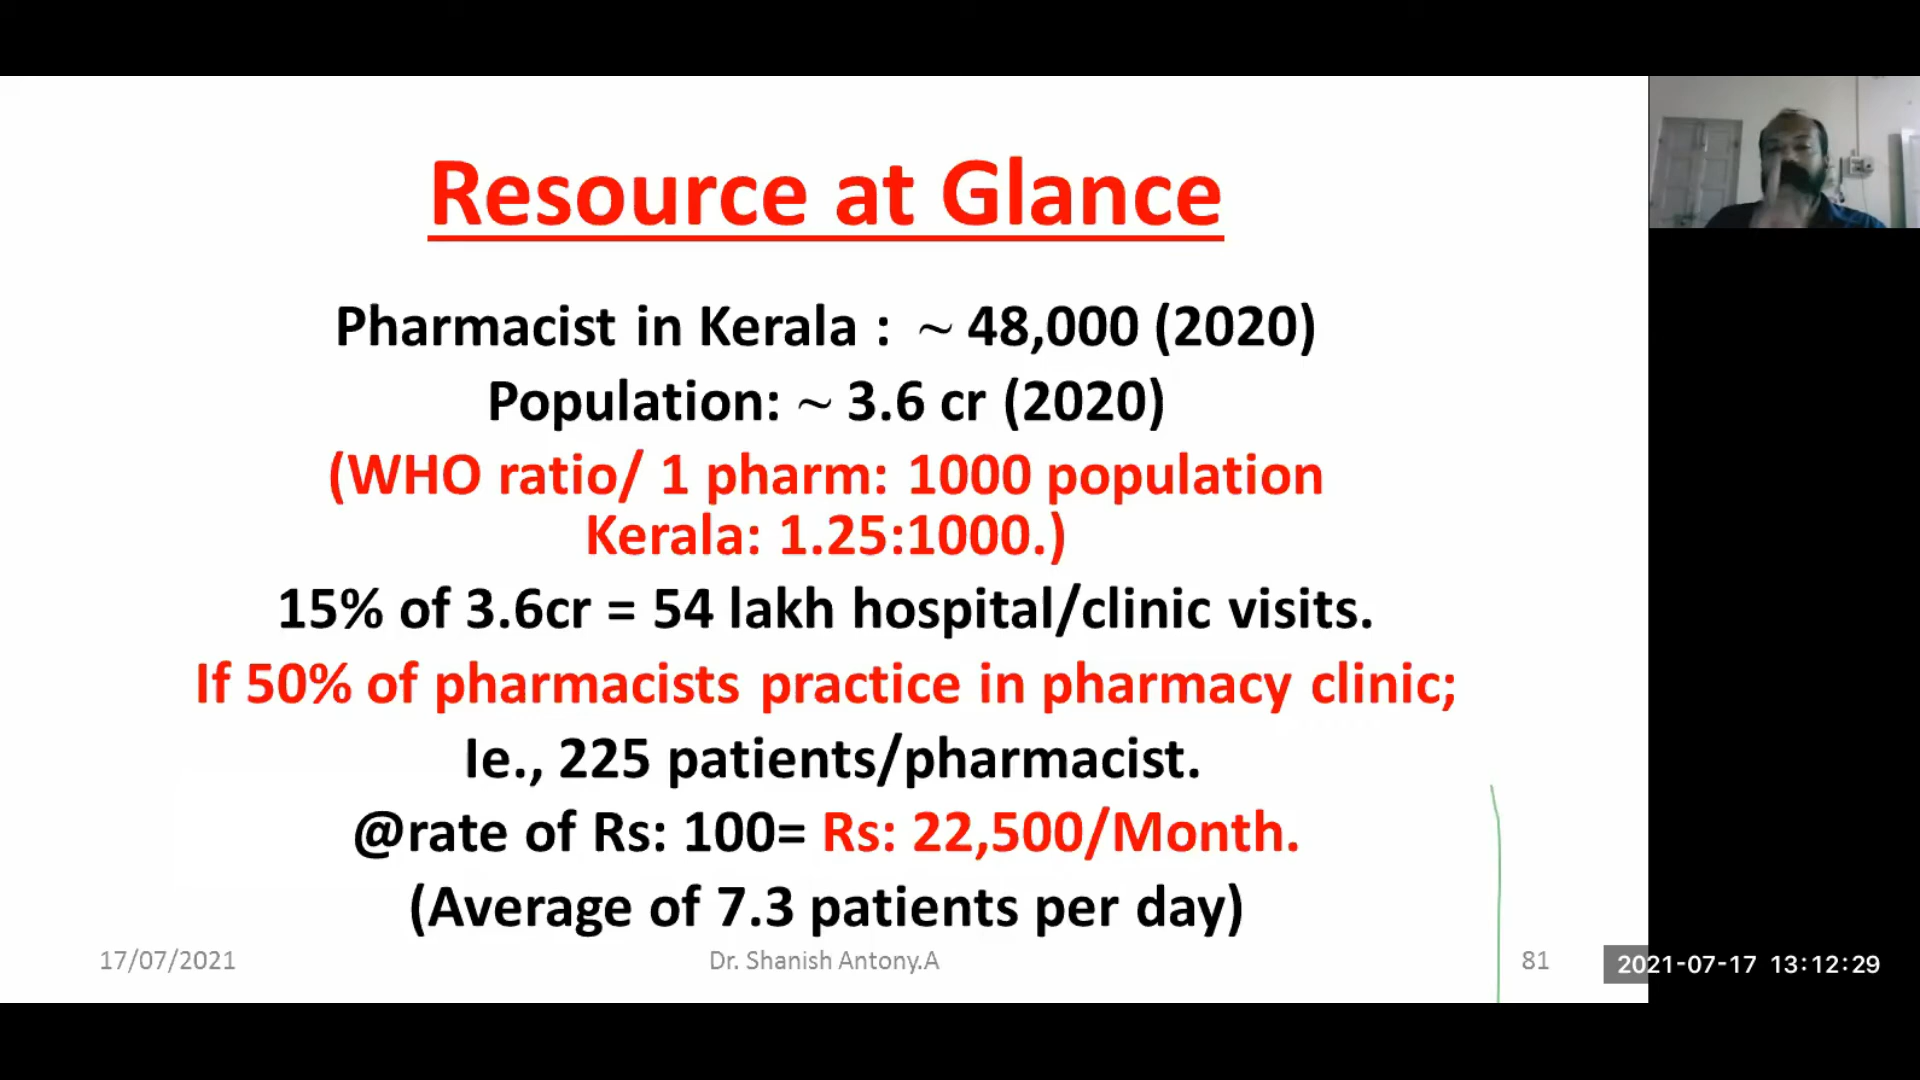 Resource at Glance
Pharmacist in Kerala : ~ 48,000 (2020)
Population: ~ 3.6 cr (2020)
(WHO ratio/ 1 pharm: 1000 population
Kerala: 1.25:1000.)
15% of 3.6cr = 54 lakh hospital/clinic visits.
If 50% of pharmacists practice in pharmacy clinic;
Ie., 225 patients/pharmacist.
@rate of Rs: 100= Rs: 22,500/Month.
(Average of 7.3 patients per day)
17/07/2021
Dr. Shanish Antony.A
81
2021-07-17 13:12:29